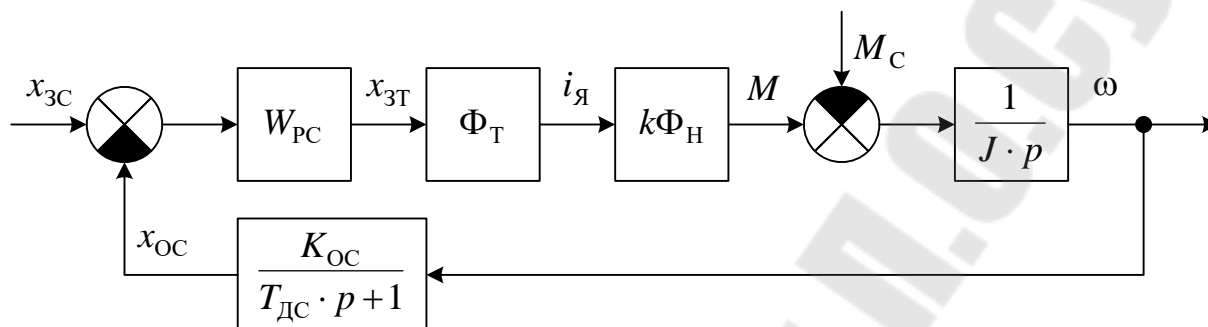 M_С
x_ЗС
W_РС
x_ЗТ
Φ_Т
i_Я
kΦ_Н
M
1
J · p
ω
x_ОС
K_ОС
T_ДС · p + 1